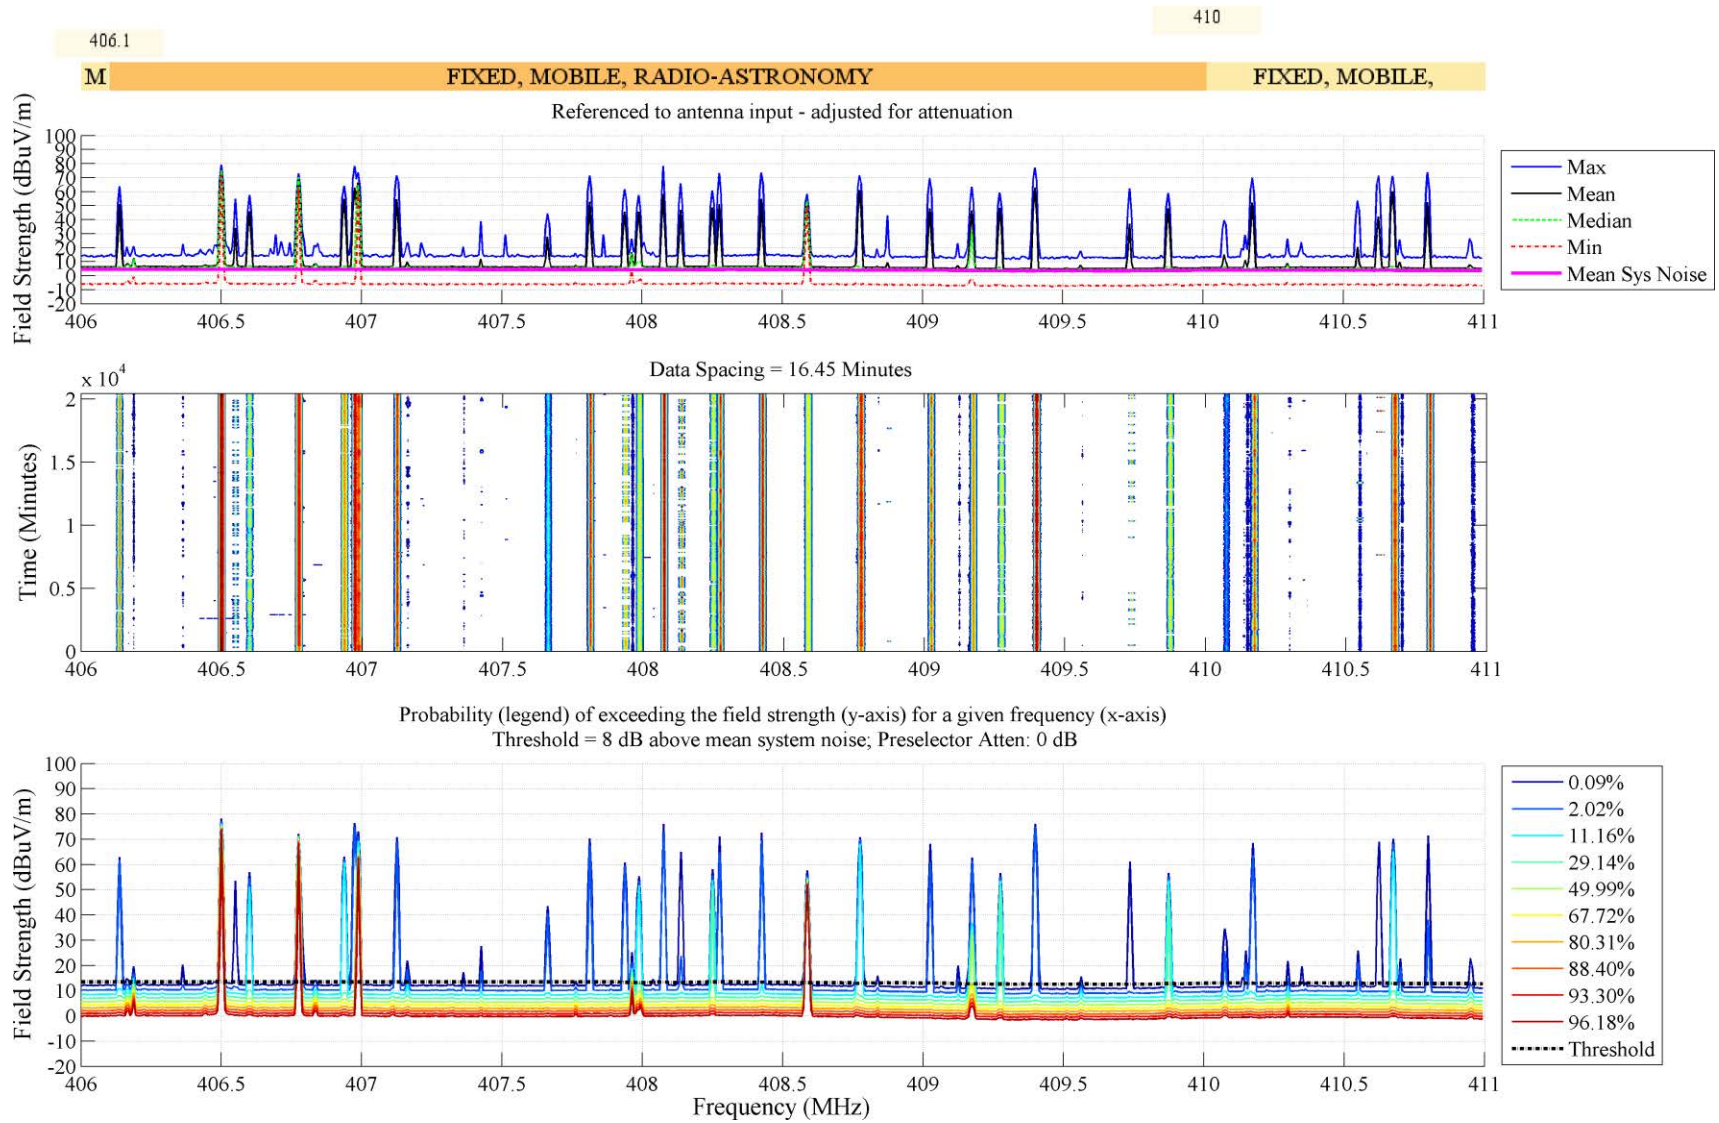 410
406.1
M FIXED, MOBILE, RADIO-ASTRONOMY FIXED, MOBILE,
Referenced to antenna input - adjusted for attenuation
Field Strength (dBuV/m)
100
90
80
70
60
50
40
30
20
10
0
-10
-20
406 406.5 407 407.5 408 408.5 409 409.5 410 410.5 411
Max
Mean
Median
Min
Mean Sys Noise
Data Spacing = 16.45 Minutes
x 10^4
Time (Minutes)
2
1.5
1
0.5
0
406 406.5 407 407.5 408 408.5 409 409.5 410 410.5 411
Probability (legend) of exceeding the field strength (y-axis) for a given frequency (x-axis)
Threshold = 8 dB above mean system noise; Preselector Atten: 0 dB
Field Strength (dBuV/m)
100
90
80
70
60
50
40
30
20
10
0
-10
-20
406 406.5 407 407.5 408 408.5 409 409.5 410 410.5 411
Frequency (MHz)
0.09%
2.02%
11.16%
29.14%
49.99%
67.72%
80.31%
88.40%
93.30%
96.18%
Threshold